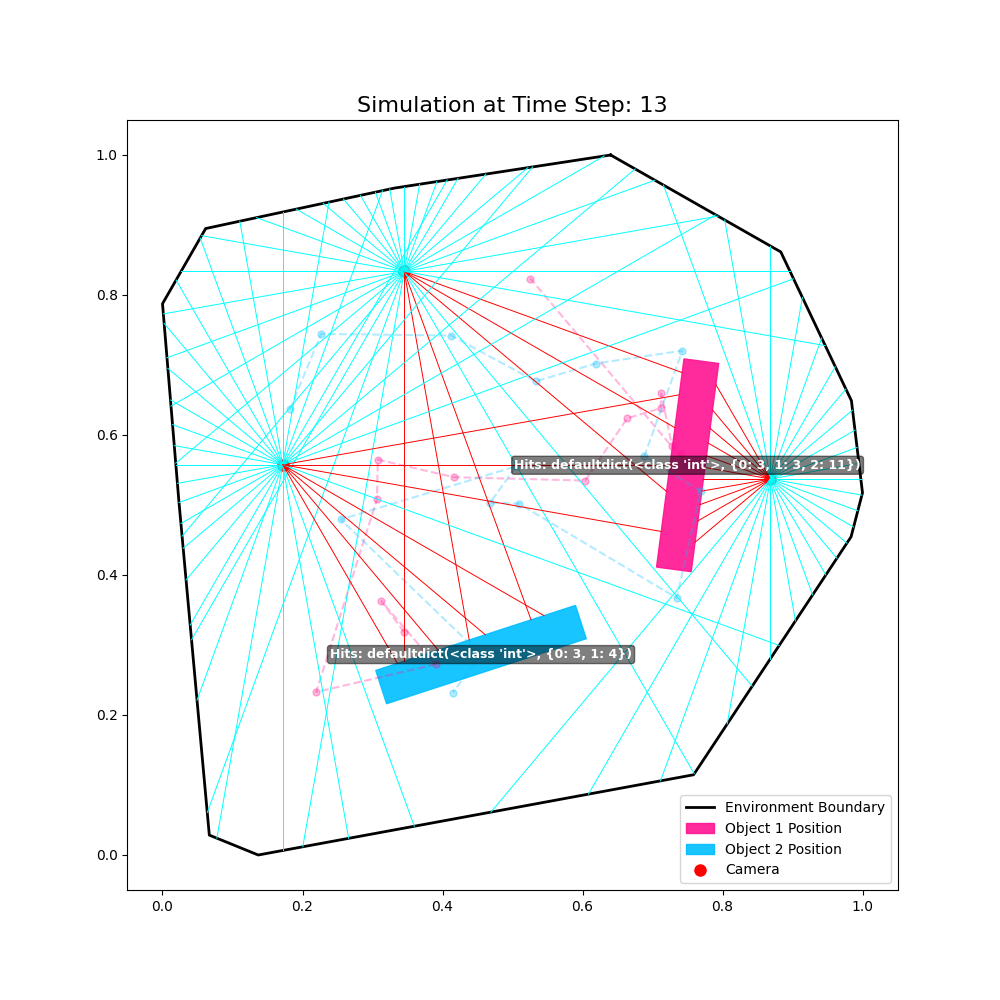 Simulation at Time Step: 13
1.0
0.8
0.6
0.4
0.2
0.0
Hits: defaultdict(<class 'int'>, {0: 3, 1: 3, 2: 11})
Hits: defaultdict(<class 'int'>, {0: 3, 1: 4})
Environment Boundary
Object 1 Position
Object 2 Position
Camera
0.0 0.2 0.4 0.6 0.8 1.0